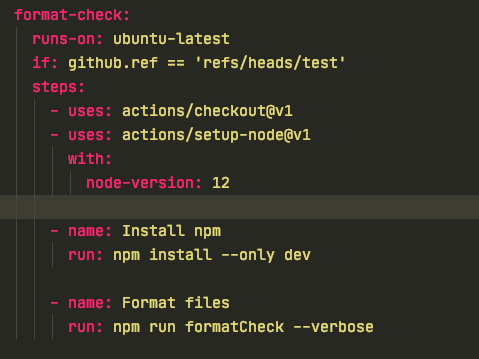 format-check:
runs-on: ubuntu-latest
if: github.ref == 'refs/heads/test'
steps:
- uses: actions/checkout@v1
- uses: actions/setup-node@v1
with:
node-version: 12
- name: Install npm
run: npm install --only dev
- name: Format files
run: npm run formatCheck --verbose